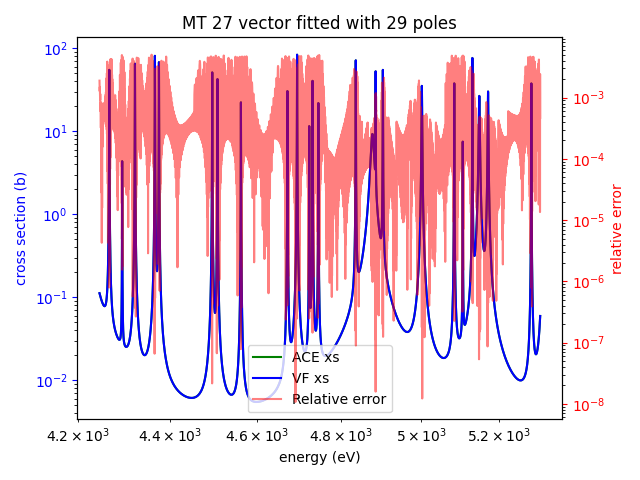 MT 27 vector fitted with 29 poles
10²
10¹
10⁰
10⁻¹
10⁻²
cross section (b)
10⁻³
10⁻⁴
10⁻⁵
10⁻⁶
10⁻⁷
10⁻⁸
relative error
ACE xs
VF xs
Relative error
4.2 × 10³ 4.4 × 10³ 4.6 × 10³ 4.8 × 10³ 5 × 10³ 5.2 × 10³
energy (eV)